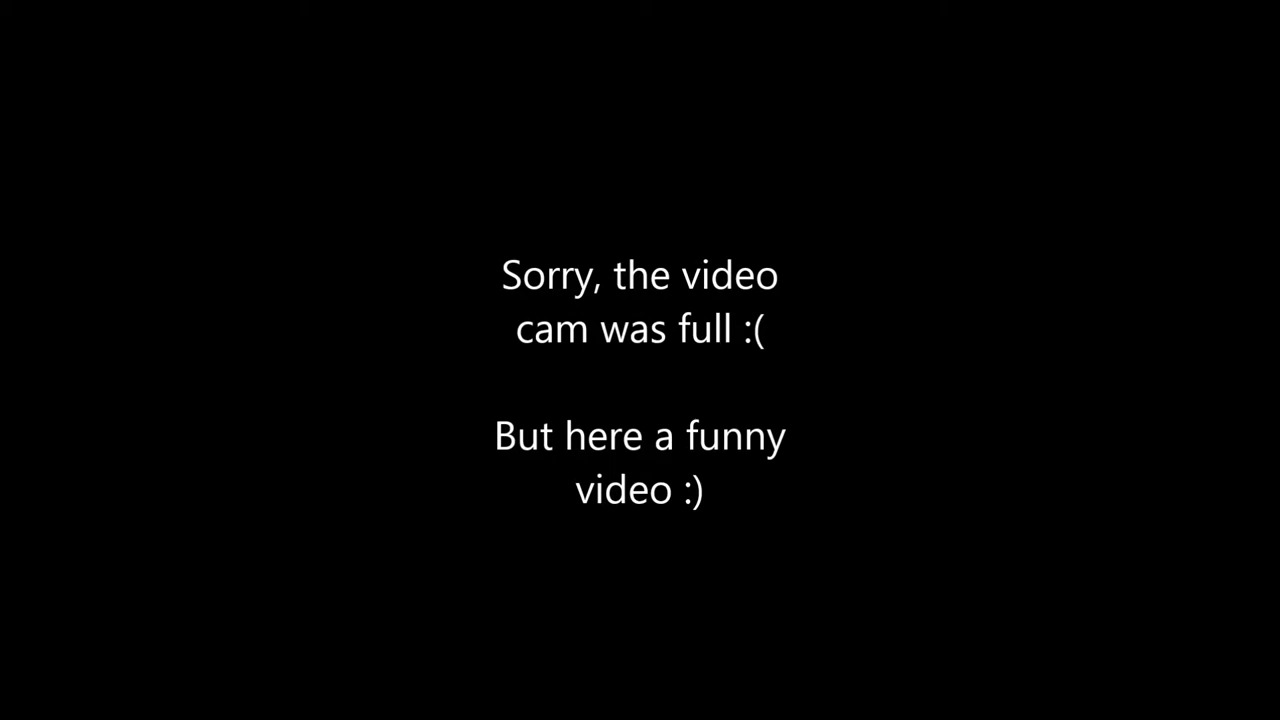 Sorry, the video
cam was full :(
But here a funny
video :)